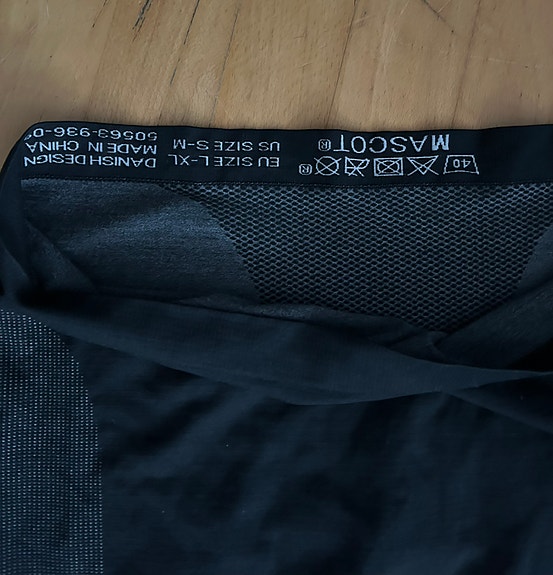 40
MASCOT®
EU SIZE L-XL
US SIZE S-M
DANISH DESIGN
MADE IN CHINA
50563-936-0